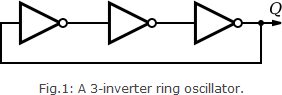 Q
Fig.1: A 3-inverter ring oscillator.